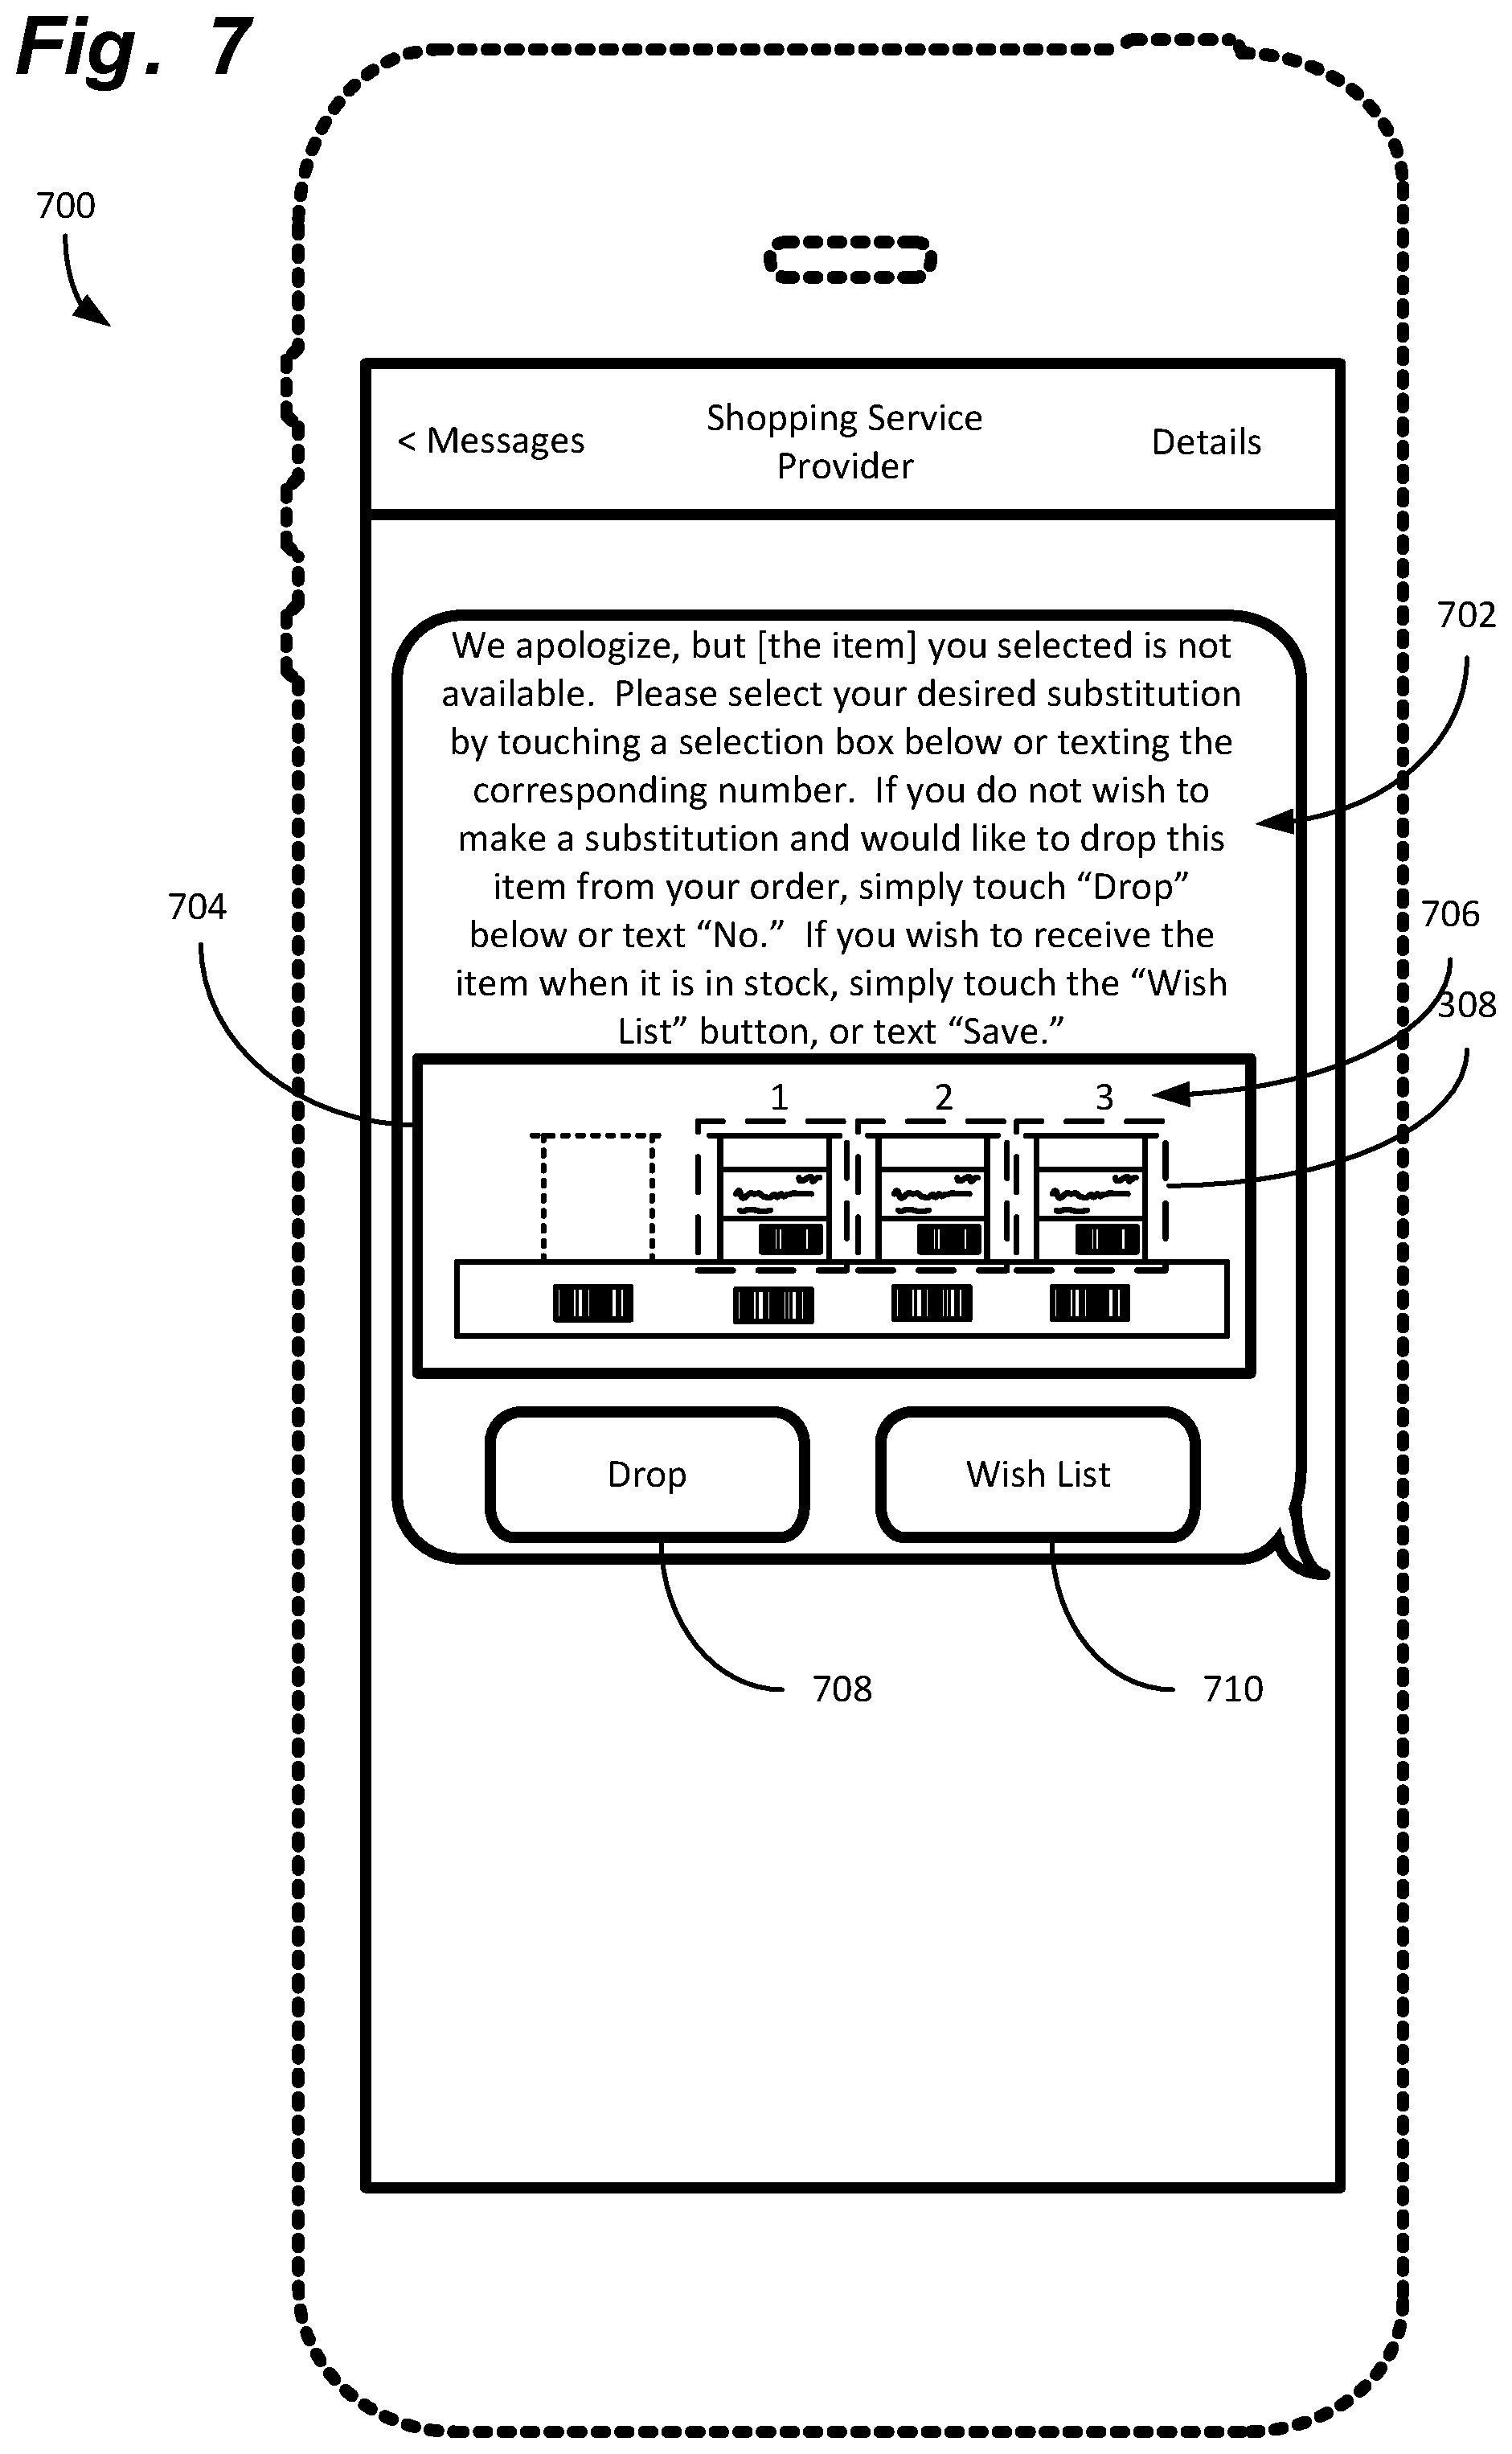 Fig. 7
700
< Messages
Shopping Service
Provider
Details
702
We apologize, but [the item] you selected is not
available.  Please select your desired substitution
by touching a selection box below or texting the
corresponding number.  If you do not wish to
make a substitution and would like to drop this
item from your order, simply touch “Drop”
below or text “No.”  If you wish to receive the
item when it is in stock, simply touch the “Wish
List” button, or text “Save.”
704
706
308
1 2 3
Drop
Wish List
708
710